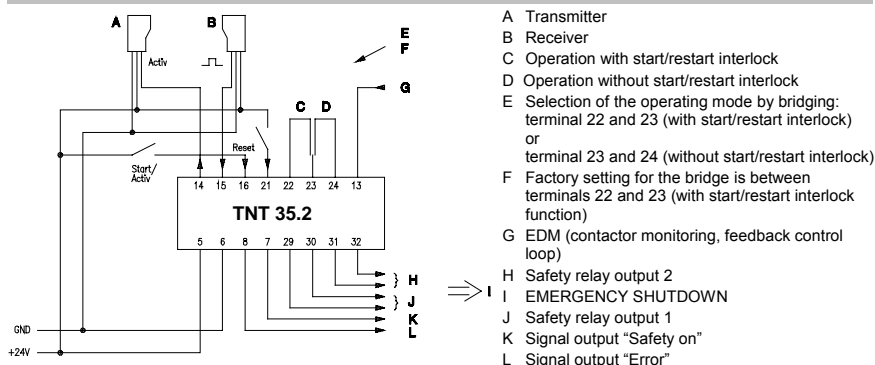 A
B
E
F
G
Activ
C
D
Reset
Start/
Activ
14 15 16 21 22 23 24 13
TNT 35.2
5 6 8 7 29 30 31 32
H
J
K
L
I
GND
+24V
A Transmitter
B Receiver
C Operation with start/restart interlock
D Operation without start/restart interlock
E Selection of the operating mode by bridging:
terminal 22 and 23 (with start/restart interlock)
or
terminal 23 and 24 (without start/restart interlock)
F Factory setting for the bridge is between
terminals 22 and 23 (with start/restart interlock
function)
G EDM (contactor monitoring, feedback control
loop)
H Safety relay output 2
I EMERGENCY SHUTDOWN
J Safety relay output 1
K Signal output “Safety on”
L Signal output “Error”